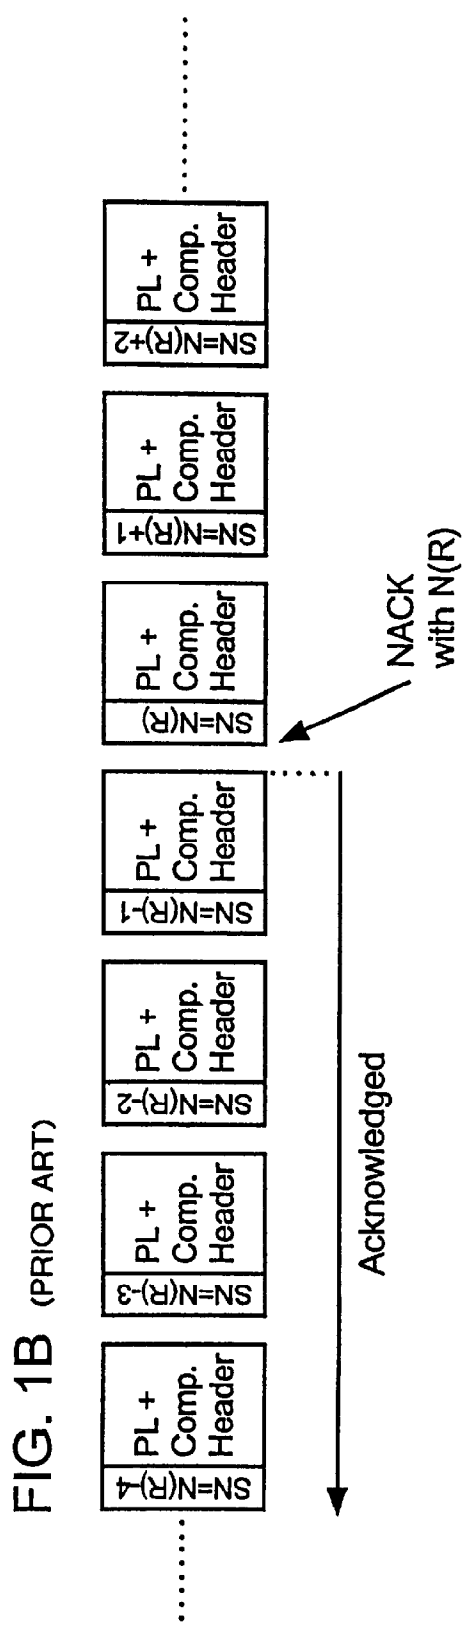 FIG. 1B (PRIOR ART)
SN=N(R)-4
PL +
Comp.
Header
SN=N(R)-3
PL +
Comp.
Header
SN=N(R)-2
PL +
Comp.
Header
SN=N(R)-1
PL +
Comp.
Header
SN=N(R)
PL +
Comp.
Header
SN=N(R)+1
PL +
Comp.
Header
SN=N(R)+2
PL +
Comp.
Header
Acknowledged
NACK
with N(R)